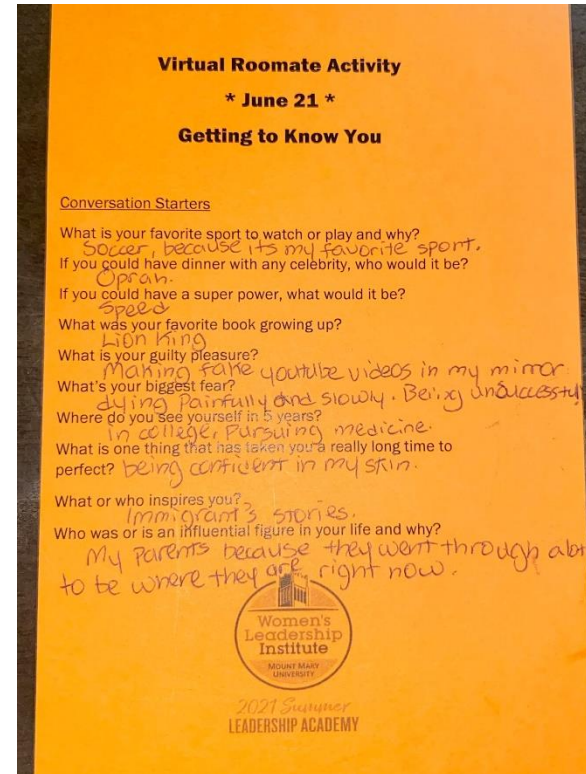 Virtual Roomate Activity
* June 21 *
Getting to Know You
Conversation Starters
What is your favorite sport to watch or play and why?
Soccer, because its my favorite sport.
If you could have dinner with any celebrity, who would it be?
Oprah.
If you could have a super power, what would it be?
Speed
What was your favorite book growing up?
Lion King
What is your guilty pleasure?
Making fake youtube videos in my mirror.
What's your biggest fear?
dying painfully and slowly. Being unsuccessful
Where do you see yourself in 5 years?
in college, pursuing medicine.
What is one thing that has taken you a really long time to
perfect? being confident in my skin.
What or who inspires you?
Immigrant's stories.
Who was or is an influential figure in your life and why?
My parents because they went through alot
to be where they are right now.
Women's
Leadership
Institute
MOUNT MARY
UNIVERSITY
2021 Summer
LEADERSHIP ACADEMY